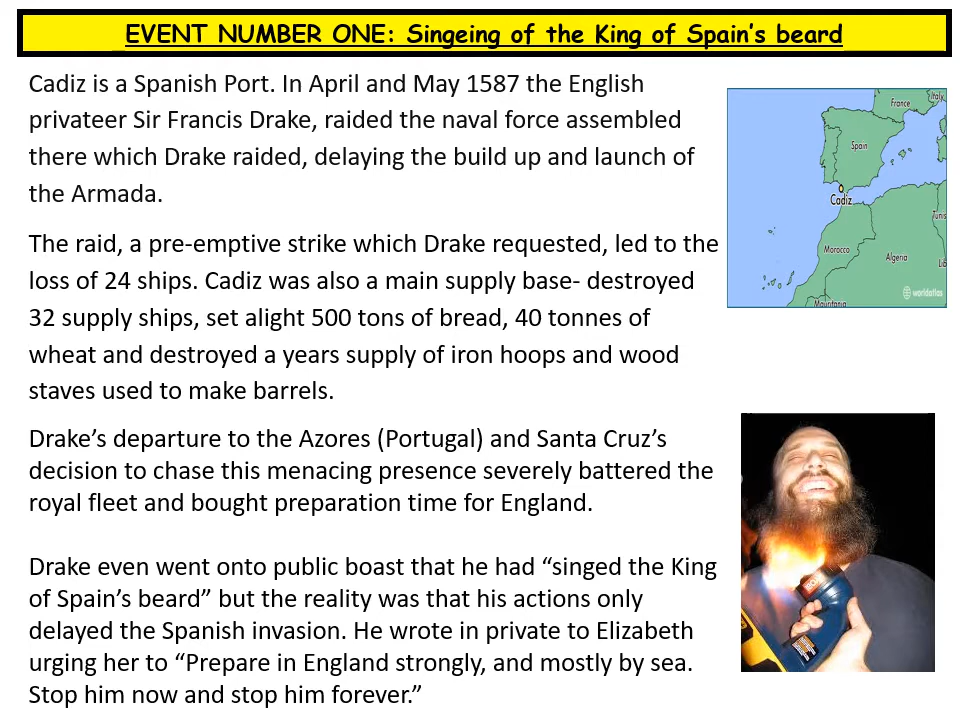 EVENT NUMBER ONE: Singeing of the King of Spain's beard
Cadiz is a Spanish Port. In April and May 1587 the English
privateer Sir Francis Drake, raided the naval force assembled
there which Drake raided, delaying the build up and launch of
the Armada.
The raid, a pre-emptive strike which Drake requested, led to the
loss of 24 ships. Cadiz was also a main supply base- destroyed
32 supply ships, set alight 500 tons of bread, 40 tonnes of
wheat and destroyed a years supply of iron hoops and wood
staves used to make barrels.
Drake's departure to the Azores (Portugal) and Santa Cruz's
decision to chase this menacing presence severely battered the
royal fleet and bought preparation time for England.
Drake even went onto public boast that he had “singed the King
of Spain's beard” but the reality was that his actions only
delayed the Spanish invasion. He wrote in private to Elizabeth
urging her to “Prepare in England strongly, and mostly by sea.
Stop him now and stop him forever.”
France
Italy
Spain
Cadiz
Tunis
Morocco
Algeria
Lib
Mauritania
worldatlas